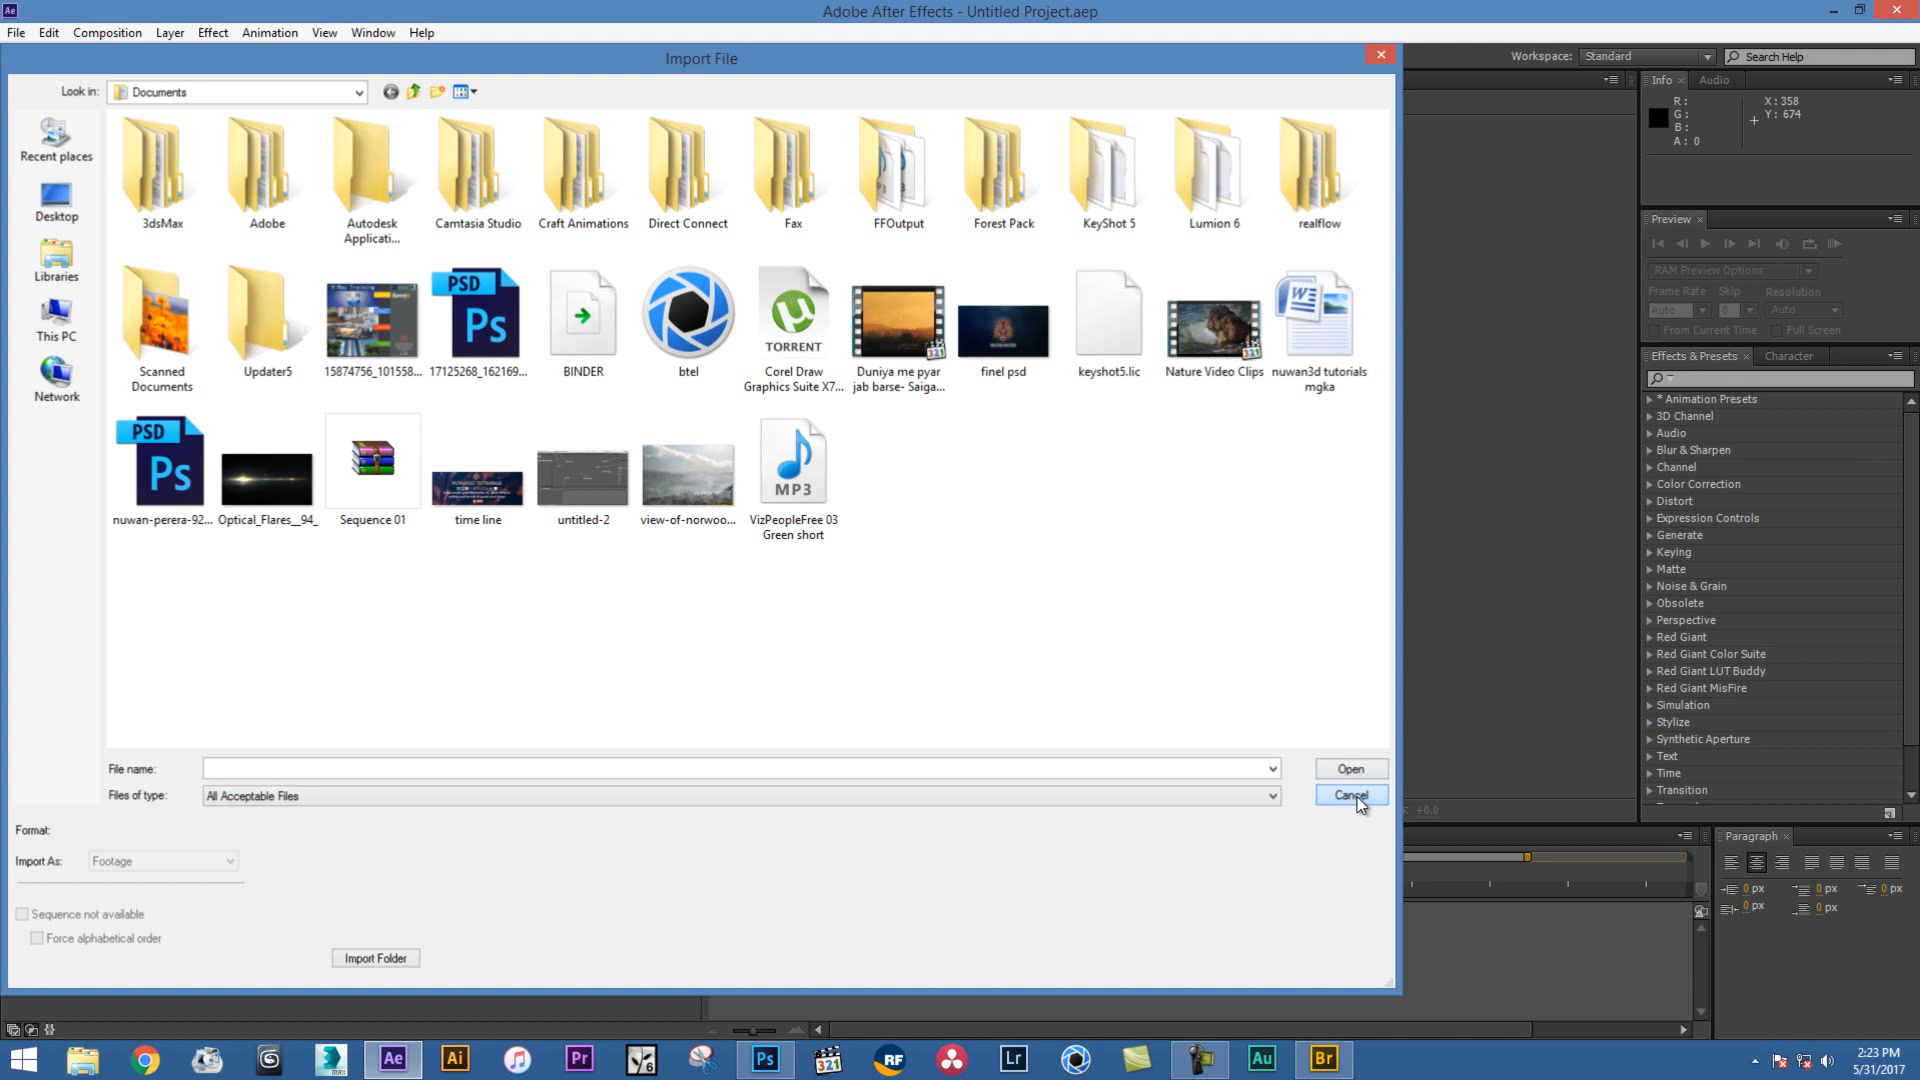 Ae
Adobe After Effects - Untitled Project.aep
File Edit Composition Layer Effect Animation View Window Help
Import File
Workspace: Standard
Search Help
Look in: Documents
Info Audio
R:
G:
B:
A: 0
X: 358
Y: 674
Recent places
Desktop
Libraries
This PC
Network
3dsMax
Adobe
Autodesk Applicati...
Camtasia Studio
Craft Animations
Direct Connect
Fax
FFOutput
Forest Pack
KeyShot 5
Lumion 6
realflow
Scanned Documents
Updater5
15874756_101558...
PSD
Ps
17125268_162169...
BINDER
btel
TORRENT
Corel Draw Graphics Suite X7...
Duniya me pyar jab barse- Saiga...
finel psd
keyshot5.lic
Nature Video Clips
nuwan3d tutorials mgka
PSD
Ps
nuwan-perera-92...
Optical_Flares__94_
Sequence 01
time line
untitled-2
view-of-norwoo...
MP3
VizPeopleFree 03 Green short
Preview
RAM Preview Options
Frame Rate Skip Resolution
Auto 0 Auto
From Current Time Full Screen
Effects & Presets Character
* Animation Presets
3D Channel
Audio
Blur & Sharpen
Channel
Color Correction
Distort
Expression Controls
Generate
Keying
Matte
Noise & Grain
Obsolete
Perspective
Red Giant
Red Giant Color Suite
Red Giant LUT Buddy
Red Giant MisFire
Simulation
Stylize
Synthetic Aperture
Text
Time
Transition
File name:
Open
Files of type: All Acceptable Files
Cancel
+0.0
Format:
Import As: Footage
Sequence not available
Force alphabetical order
Import Folder
Paragraph
0 px 0 px 0 px
0 px 0 px
Ae Ai Pr Ps 321 RF Lr Au Br
2:23 PM
5/31/2017